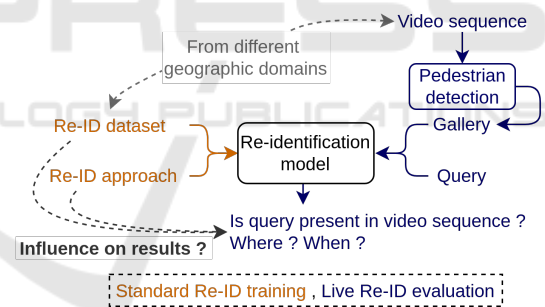 Video sequence
From different
geographic domains
Pedestrian
detection
Re-ID dataset
Gallery
Re-identification
model
Re-ID approach
Query
Is query present in video sequence ?
Where ? When ?
Influence on results ?
Standard Re-ID training , Live Re-ID evaluation